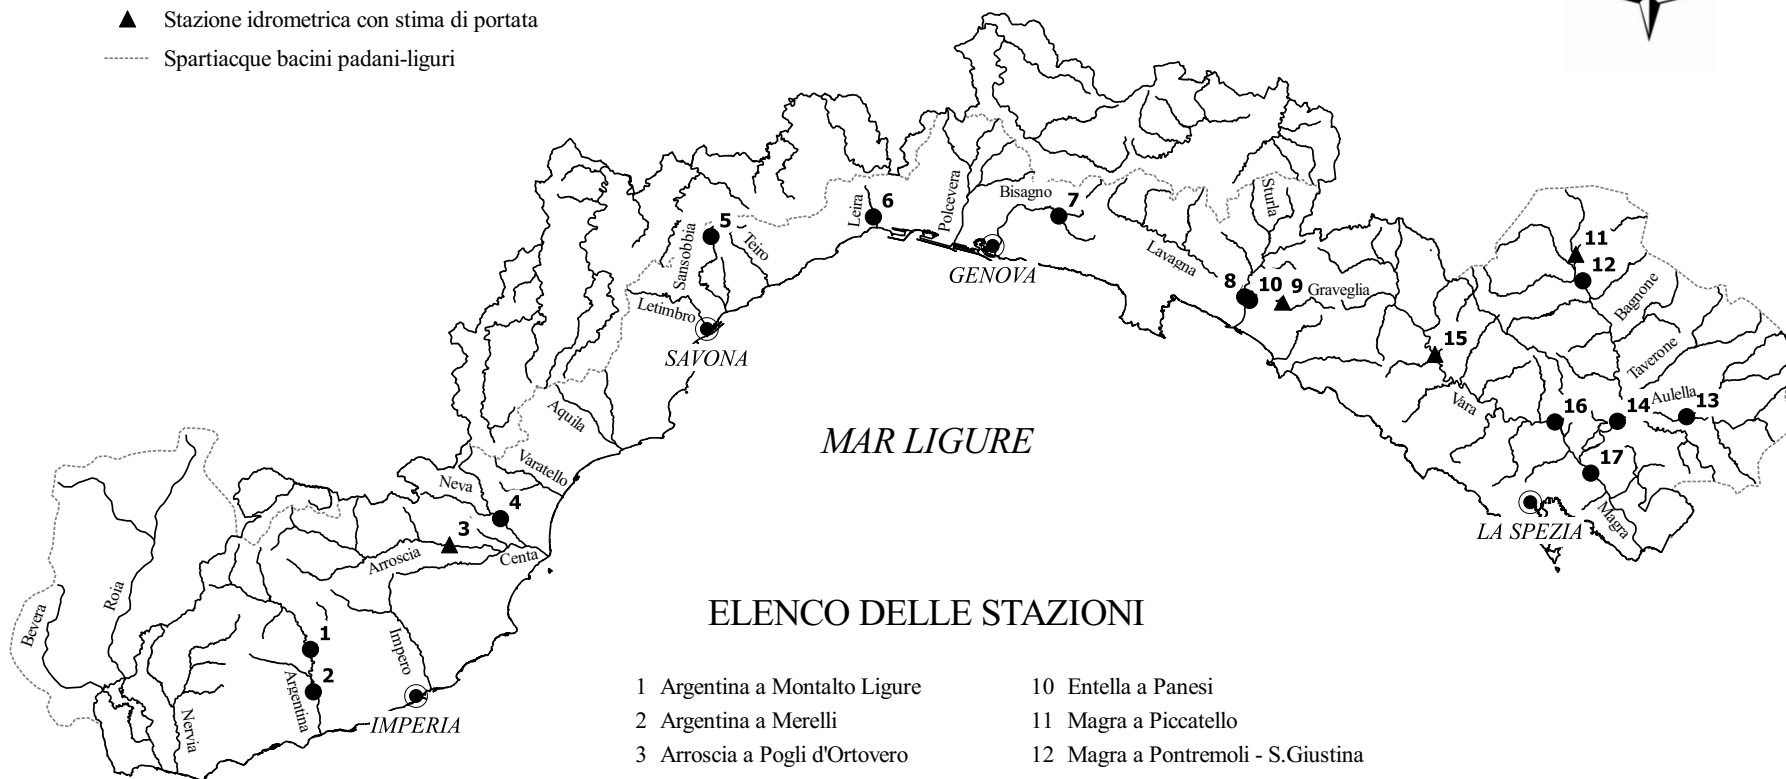 Stazione idrometrica con stima di portata
Spartiacque bacini padani-liguri
Leira
6
Polcevera
Bisagno
7
Sturla
5
Teiro
Sansobbia
Letimbro
GENOVA
Lavagna
8
10
9
Graveglia
11
12
Bagnone
SAVONA
15
Taverone
Aquila
Vara
Aulella
13
16
14
MAR LIGURE
Varatello
Neva
4
17
3
LA SPEZIA
Magra
Arroscia
Centa
Roia
Bevera
1
Impero
2
Argentina
Nervia
IMPERIA
ELENCO DELLE STAZIONI
1 Argentina a Montalto Ligure
2 Argentina a Merelli
3 Arroscia a Pogli d'Ortovero
10 Entella a Panesi
11 Magra a Piccatello
12 Magra a Pontremoli - S.Giustina